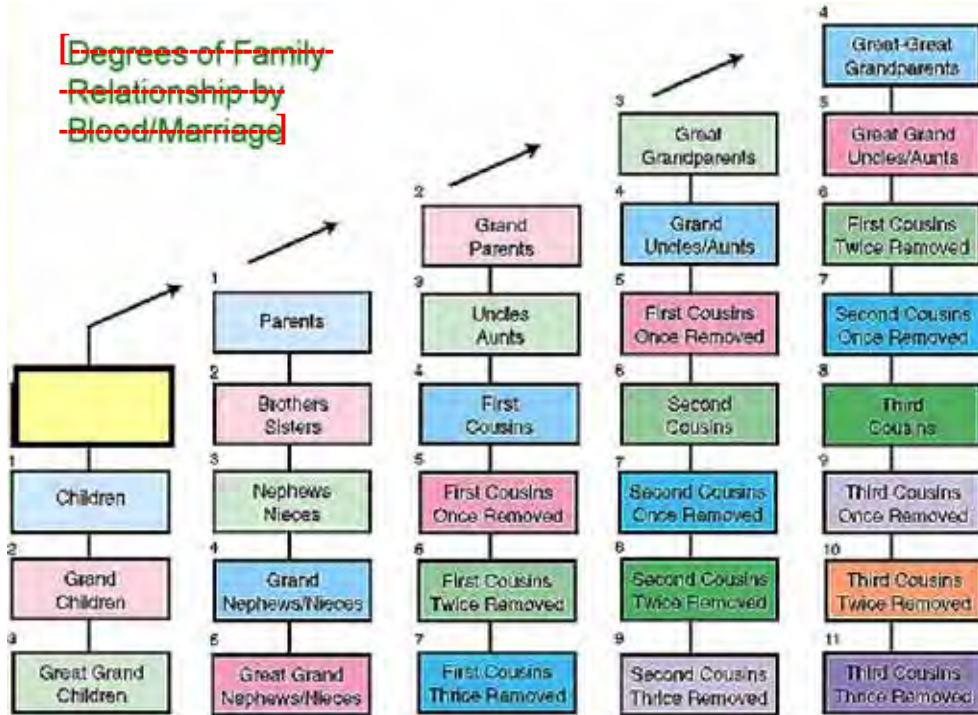 [Degrees of Family
Relationship by
Blood/Marriage]
1
Parents
2
Brothers
Sisters
3
Nephews
Nieces
4
Grand
Nephews/Nieces
5
Great Grand
Nephews/Nieces
1
Children
2
Grand
Children
3
Great Grand
Children
2
Grand
Parents
3
Uncles
Aunts
4
First
Cousins
5
First Cousins
Once Removed
6
First Cousins
Twice Removed
7
First Cousins
Thrice Removed
3
Great
Grandparents
4
Grand
Uncles/Aunts
5
First Cousins
Once Removed
6
Second
Cousins
7
Second Cousins
Once Removed
8
Second Cousins
Twice Removed
9
Second Cousins
Thrice Removed
4
Great-Great
Grandparents
5
Great Grand
Uncles/Aunts
6
First Cousins
Twice Removed
7
Second Cousins
Once Removed
8
Third
Cousins
9
Third Cousins
Once Removed
10
Third Cousins
Twice Removed
11
Third Cousins
Thrice Removed